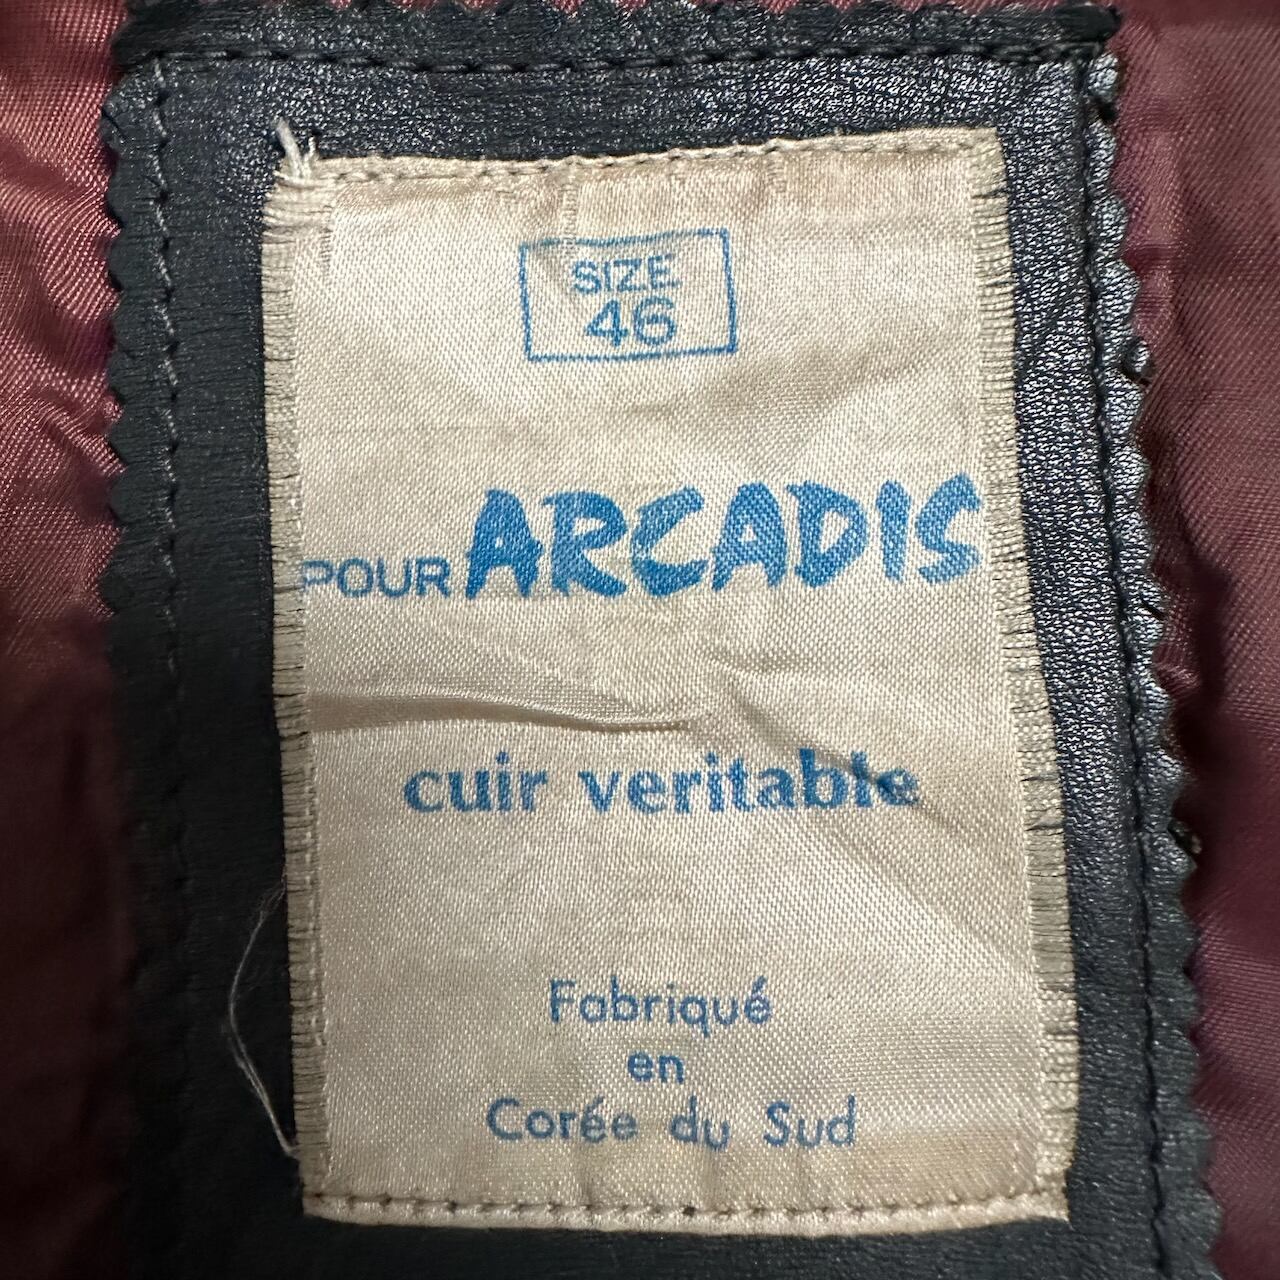 SIZE
46
POUR ARCADIS
cuir veritable
Fabriqué
en
Corée du Sud